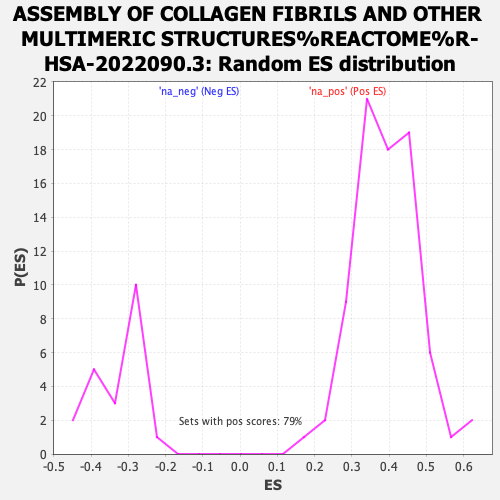 ASSEMBLY OF COLLAGEN FIBRILS AND OTHER
MULTIMERIC STRUCTURES%REACTOME%R-
HSA-2022090.3: Random ES distribution
'na_neg' (Neg ES)
'na_pos' (Pos ES)
22
20
18
16
14
12
10
8
6
4
2
0
P(ES)
Sets with pos scores: 79%
-0.5 -0.4 -0.3 -0.2 -0.1 0.0 0.1 0.2 0.3 0.4 0.5 0.6
ES